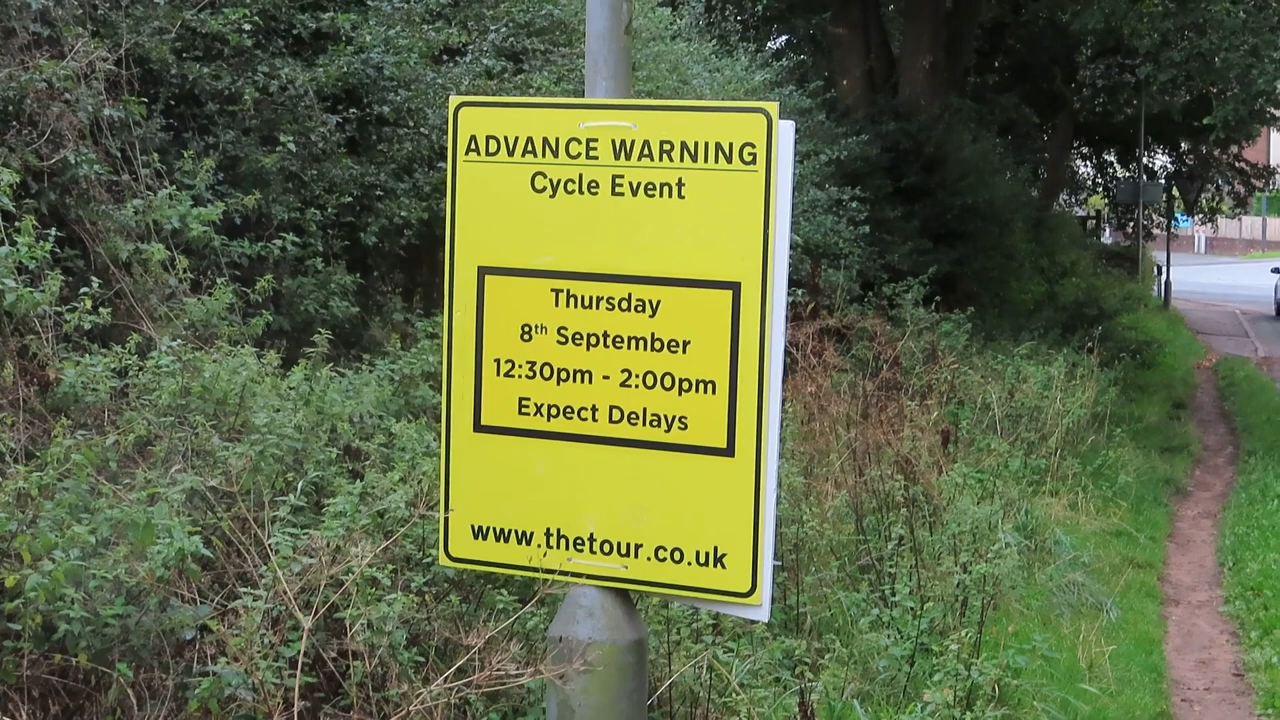 ADVANCE WARNING
Cycle Event
Thursday
8th September
12:30pm - 2:00pm
Expect Delays
www.thetour.co.uk